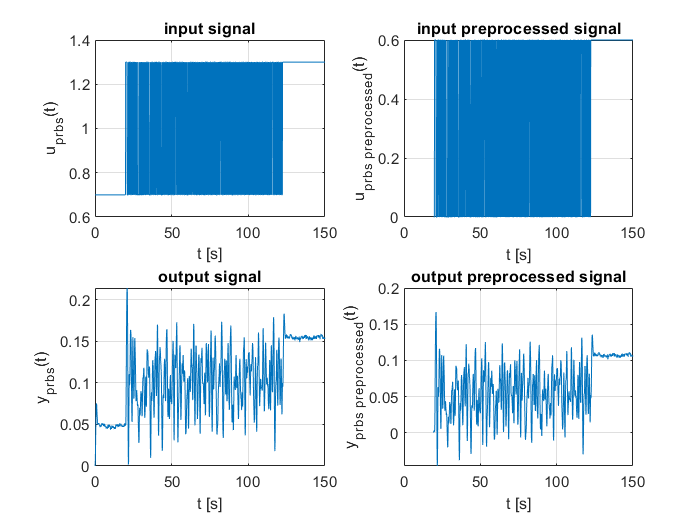 input signal
1.4
1.2
1
0.8
0.6
u_prbs(t)
0 50 100 150
t [s]
input preprocessed signal
0.6
0.4
0.2
0
u_prbs preprocessed(t)
0 50 100 150
t [s]
output signal
0.2
0.15
0.1
0.05
0
y_prbs(t)
0 50 100 150
t [s]
output preprocessed signal
0.2
0.15
0.1
0.05
0
y_prbs preprocessed(t)
0 50 100 150
t [s]